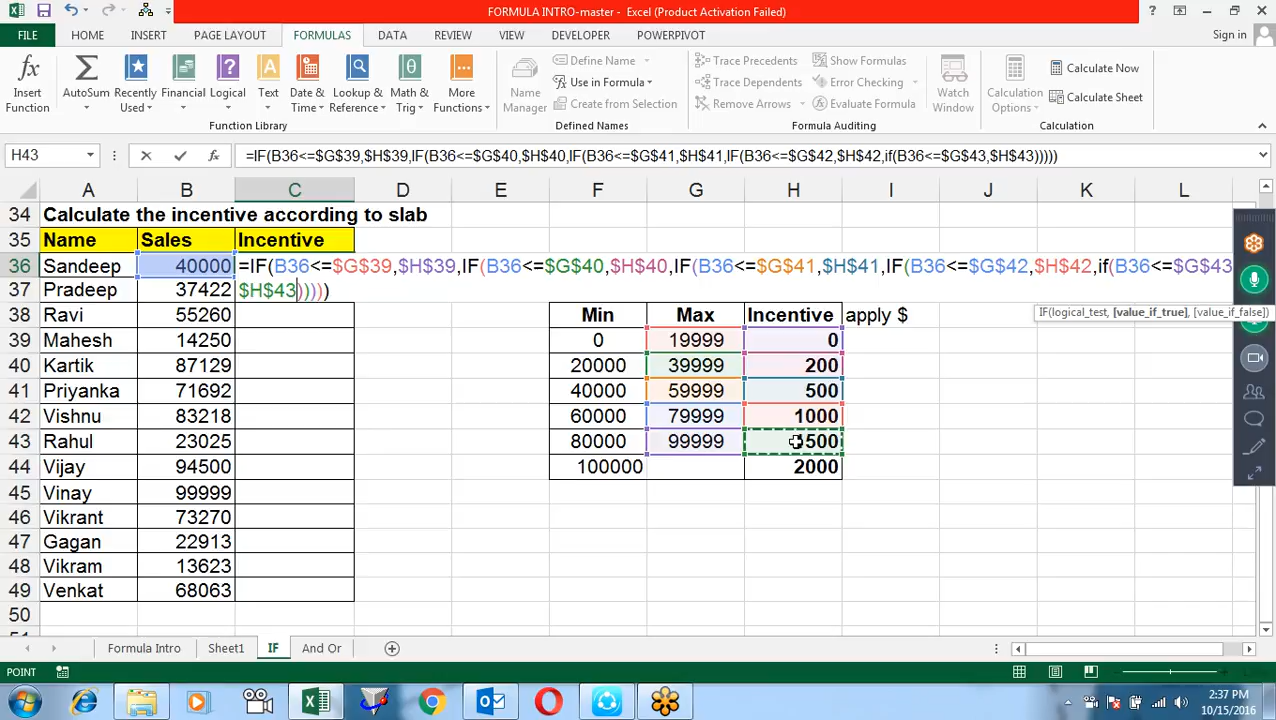 FORMULA INTRO-master - Excel (Product Activation Failed)
FILE HOME INSERT PAGE LAYOUT FORMULAS DATA REVIEW VIEW DEVELOPER POWERPIVOT Sign in
Insert Function
AutoSum
Recently Used
Financial
Logical
Text
Date & Time
Lookup & Reference
Math & Trig
More Functions
Function Library
Name Manager
Define Name
Use in Formula
Create from Selection
Defined Names
Trace Precedents
Trace Dependents
Remove Arrows
Show Formulas
Error Checking
Evaluate Formula
Formula Auditing
Watch Window
Calculation Options
Calculate Now
Calculate Sheet
Calculation
H43 fx =IF(B36<=$G$39,$H$39,IF(B36<=$G$40,$H$40,IF(B36<=$G$41,$H$41,IF(B36<=$G$42,$H$42,if(B36<=$G$43,$H$43)))))
A B C D E F G H I J K L
34 Calculate the incentive according to slab
35 Name Sales Incentive
36 Sandeep 40000 =IF(B36<=$G$39,$H$39,IF(B36<=$G$40,$H$40,IF(B36<=$G$41,$H$41,IF(B36<=$G$42,$H$42,if(B36<=$G$43
37 Pradeep 37422 $H$43)))))
IF(logical_test, [value_if_true], [value_if_false])
38 Ravi 55260 Min Max Incentive apply $
39 Mahesh 14250 0 19999 0
40 Kartik 87129 20000 39999 200
41 Priyanka 71692 40000 59999 500
42 Vishnu 83218 60000 79999 1000
43 Rahul 23025 80000 99999 500
44 Vijay 94500 100000 2000
45 Vinay 99999
46 Vikrant 73270
47 Gagan 22913
48 Vikram 13623
49 Venkat 68063
50
Formula Intro Sheet1 IF And Or
POINT
2:37 PM
10/15/2016